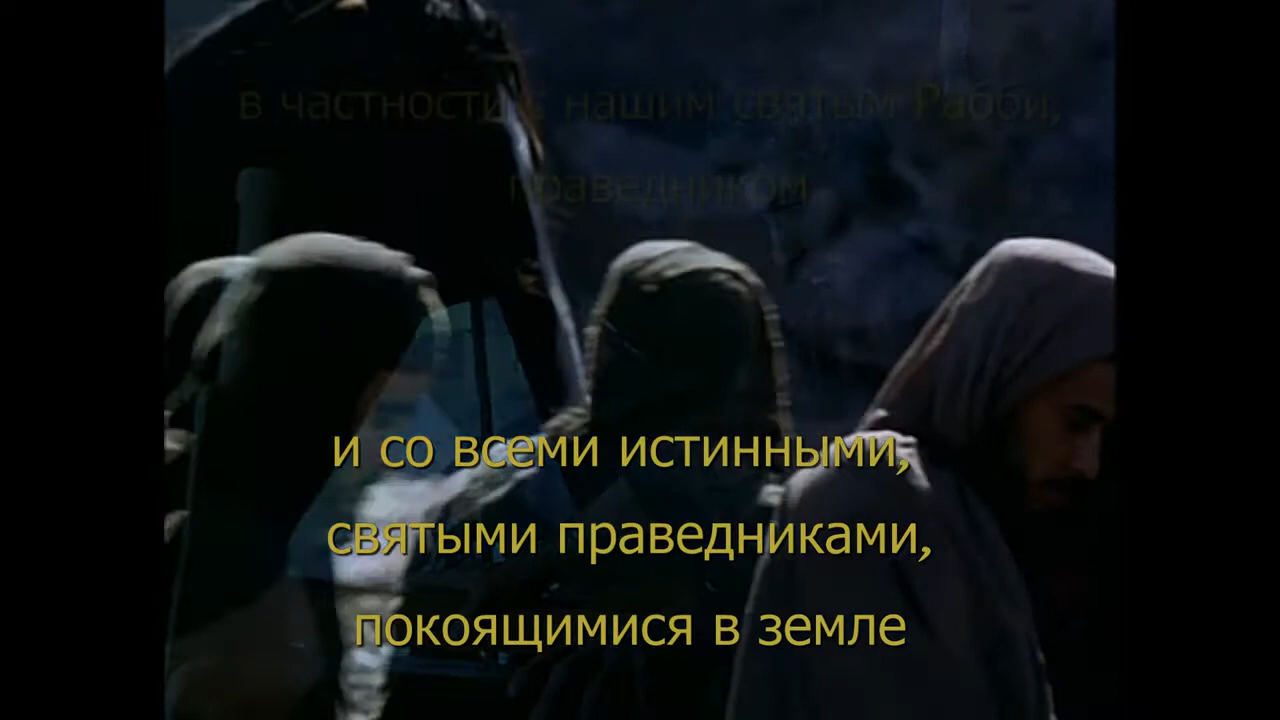 в частности с нашим святым Рабби,
праведником
и со всеми истинными,
святыми праведниками,
покоящимися в земле